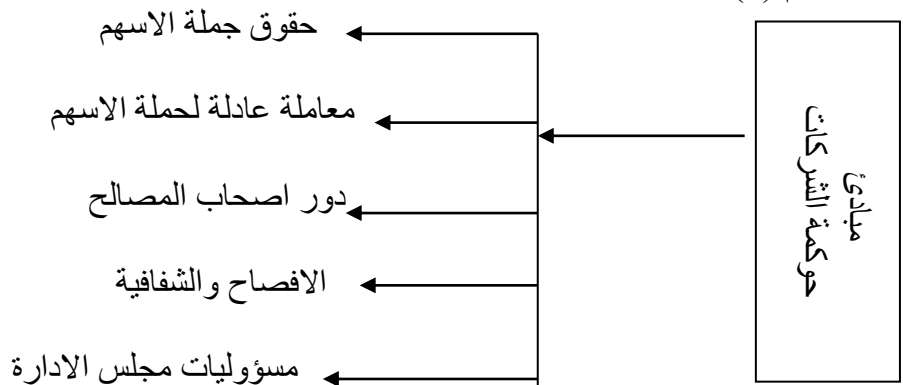 حقوق جملة الاسهم
معاملة عادلة لحملة الاسهم
دور اصحاب المصالح
الافصاح والشفافية
مسؤوليات مجلس الادارة
مبادئ
حوكمة الشركات